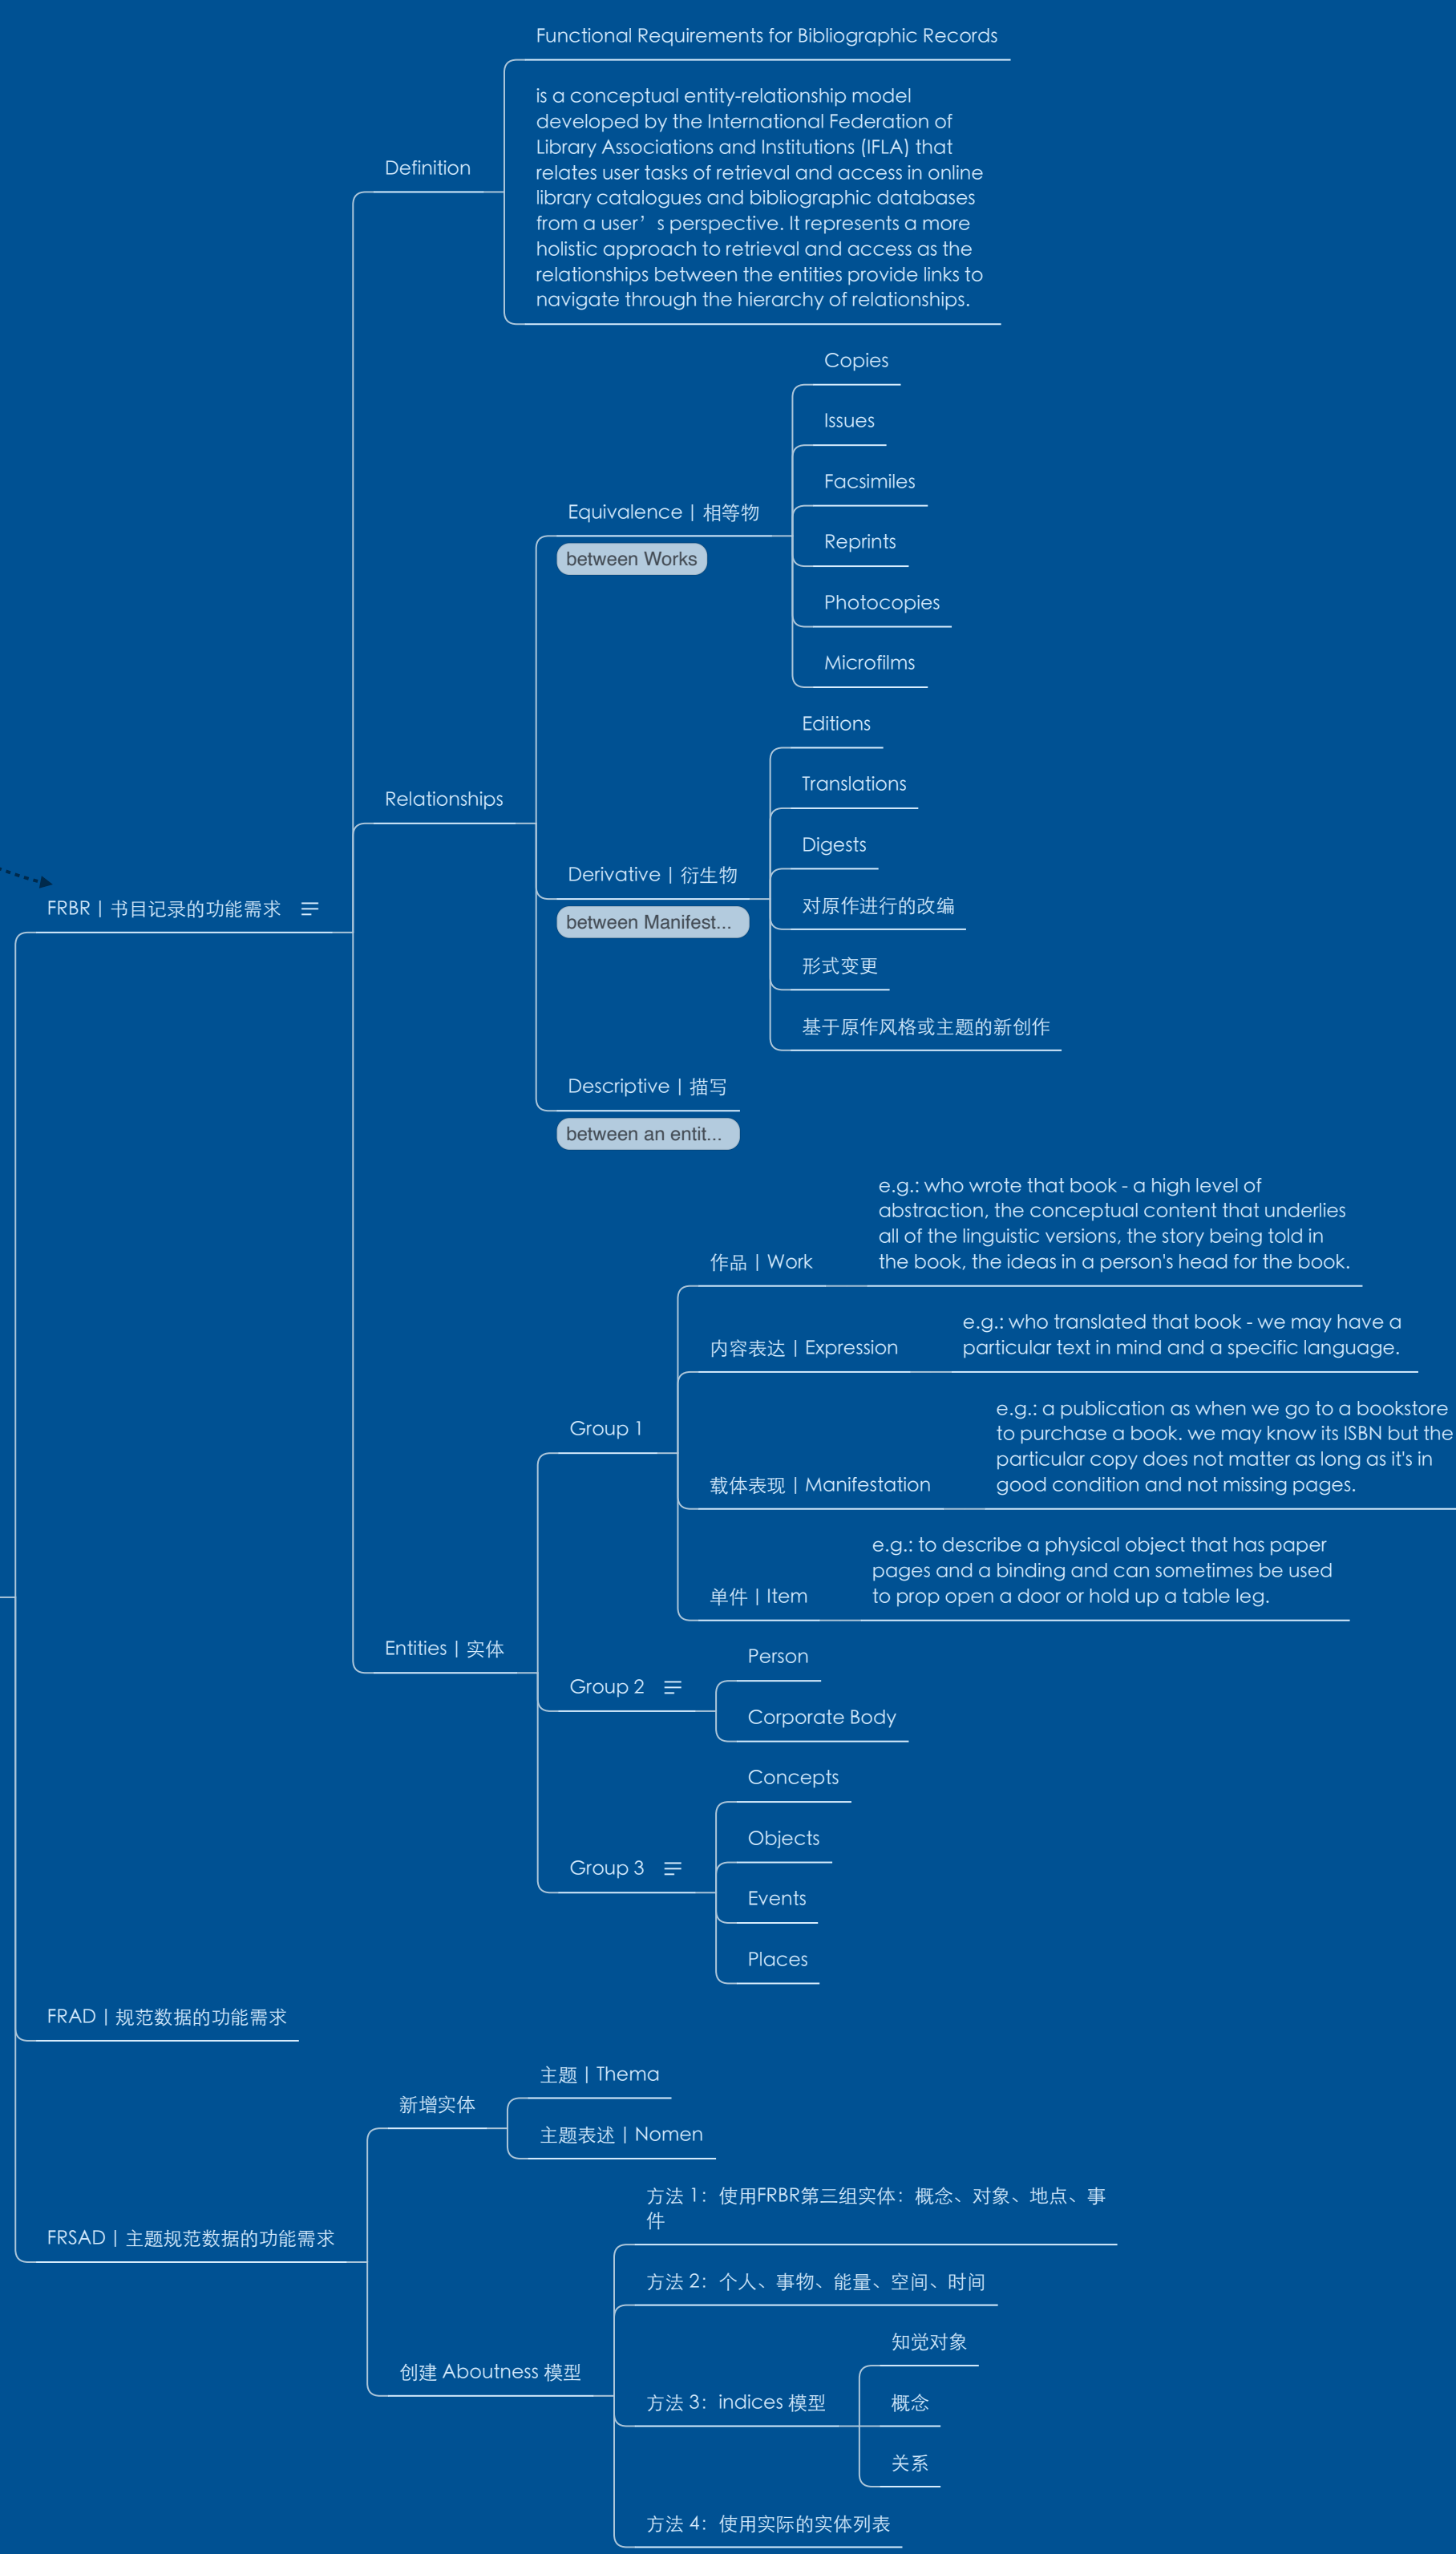 Functional Requirements for Bibliographic Records
is a conceptual entity-relationship model
developed by the International Federation of
Library Associations and Institutions (IFLA) that
relates user tasks of retrieval and access in online
library catalogues and bibliographic databases
from a user’s perspective. It represents a more
holistic approach to retrieval and access as the
relationships between the entities provide links to
navigate through the hierarchy of relationships.
Definition
Copies
Issues
Facsimiles
Equivalence | 相等物
between Works
Reprints
Photocopies
Microfilms
Editions
Translations
Relationships
Digests
Derivative | 衍生物
between Manifest...
对原作进行的改编
形式变更
基于原作风格或主题的新创作
Descriptive | 描写
between an entit...
FRBR | 书目记录的功能需求
e.g.: who wrote that book - a high level of
abstraction, the conceptual content that underlies
all of the linguistic versions, the story being told in
the book, the ideas in a person's head for the book.
作品 | Work
e.g.: who translated that book - we may have a
particular text in mind and a specific language.
内容表达 | Expression
Group 1
e.g.: a publication as when we go to a bookstore
to purchase a book. we may know its ISBN but the
particular copy does not matter as long as it's in
good condition and not missing pages.
载体表现 | Manifestation
e.g.: to describe a physical object that has paper
pages and a binding and can sometimes be used
to prop open a door or hold up a table leg.
单件 | Item
Entities | 实体
Person
Group 2
Corporate Body
Concepts
Objects
Group 3
Events
Places
FRAD | 规范数据的功能需求
主题 | Thema
新增实体
主题表述 | Nomen
FRSAD | 主题规范数据的功能需求
方法 1：使用FRBR第三组实体：概念、对象、地点、事
件
方法 2：个人、事物、能量、空间、时间
创建 Aboutness 模型
知觉对象
方法 3：indices 模型
概念
关系
方法 4：使用实际的实体列表